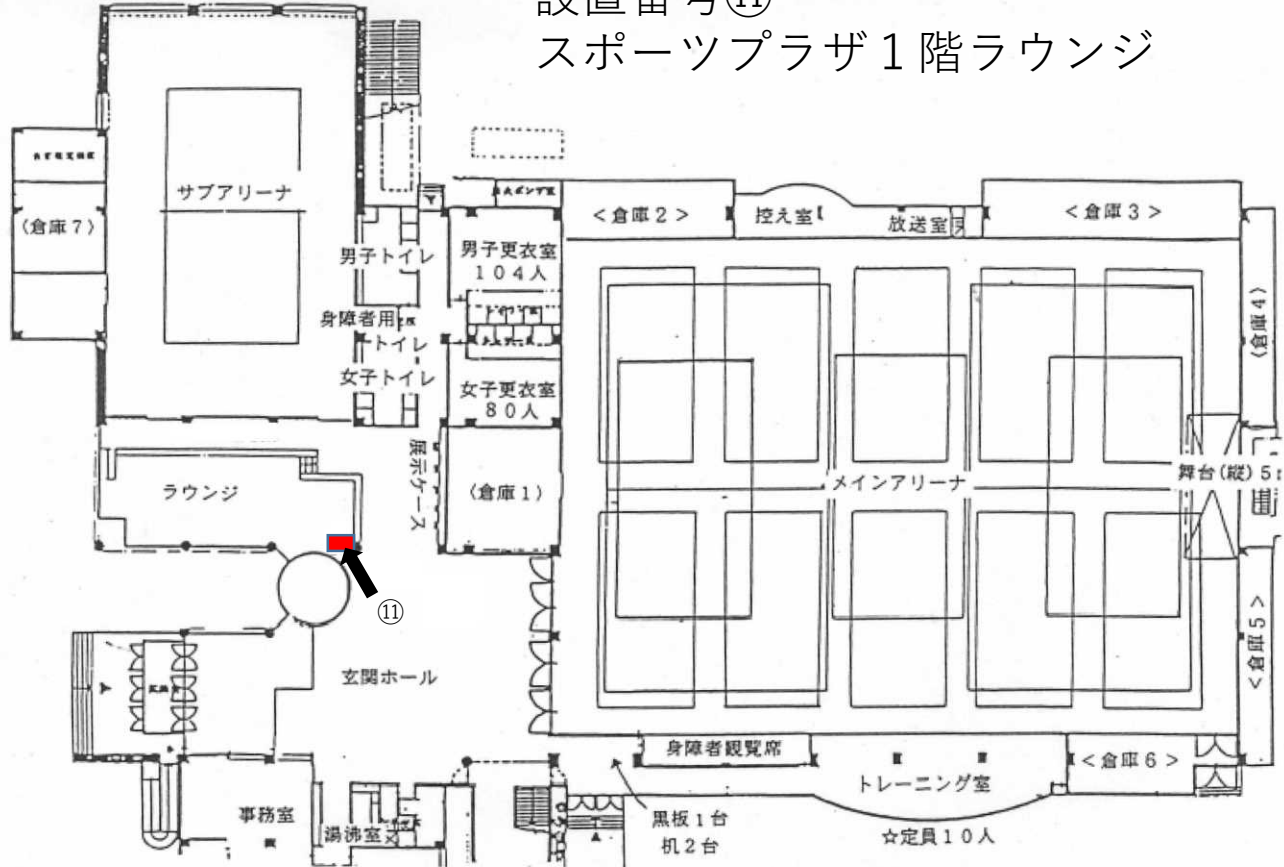 設置番号⑪
スポーツプラザ１階ラウンジ
サブアリーナ
(倉庫7)
男子トイレ
身障者用
トイレ
女子トイレ
男子更衣室
104人
女子更衣室
80人
<倉庫2>
控え室
放送室
<倉庫3>
<倉庫4>
展示ケース
(倉庫1)
ラウンジ
メインアリーナ
舞台(縦)5
⑪
<倉庫5>
玄関ホール
身障者観覧席
トレーニング室
<倉庫6>
事務室
湯沸室
黒板1台
机2台
☆定員10人